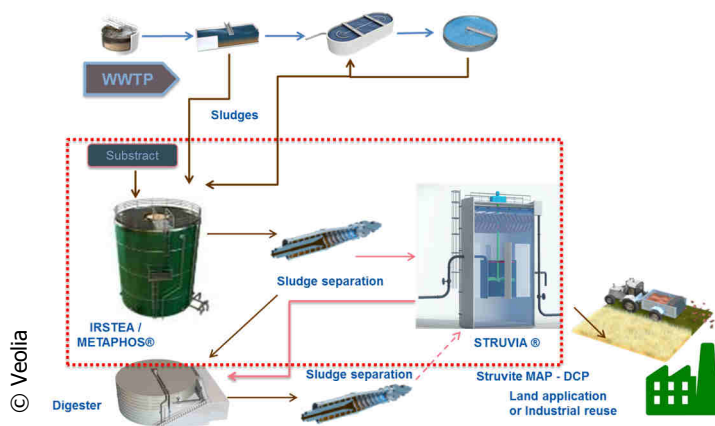 WWTP
Sludges
Substract
Sludge separation
IRSTEA /
METAPHOS®
STRUVIA ®
Sludge separation
Struvite MAP - DCP
Digester
Land application
or Industrial reuse
© Veolia